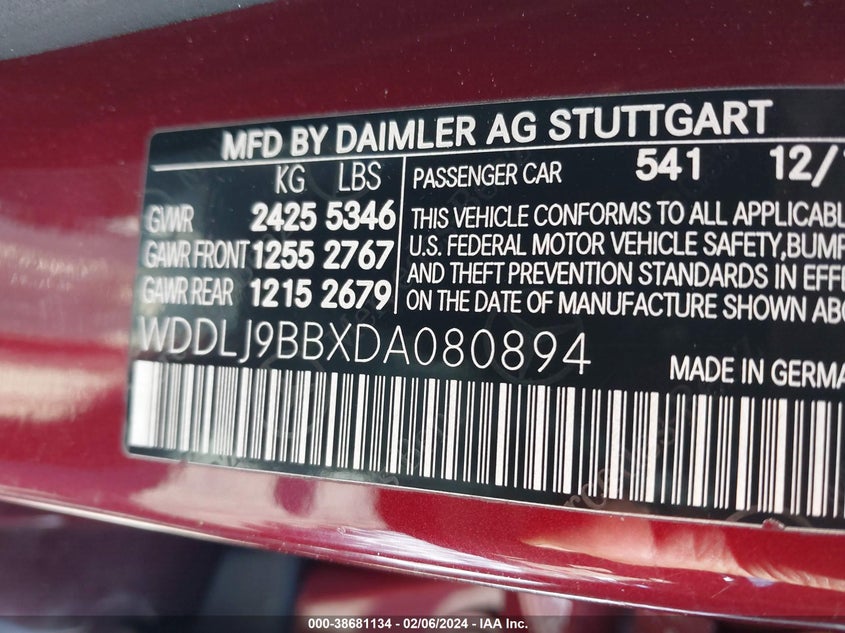 MFD BY DAIMLER AG STUTTGART
KG LBS
GVWR 2425 5346
GAWR FRONT 1255 2767
GAWR REAR 1215 2679
PASSENGER CAR 541 12/
THIS VEHICLE CONFORMS TO ALL APPLICABL
U.S. FEDERAL MOTOR VEHICLE SAFETY,BUMP
AND THEFT PREVENTION STANDARDS IN EFFE
ON THE DATE OF MANUFACTURE SHOWN ABO
WDDLJ9BBXDA080894
MADE IN GERMA
000-38681134 - 02/06/2024 - IAA Inc.